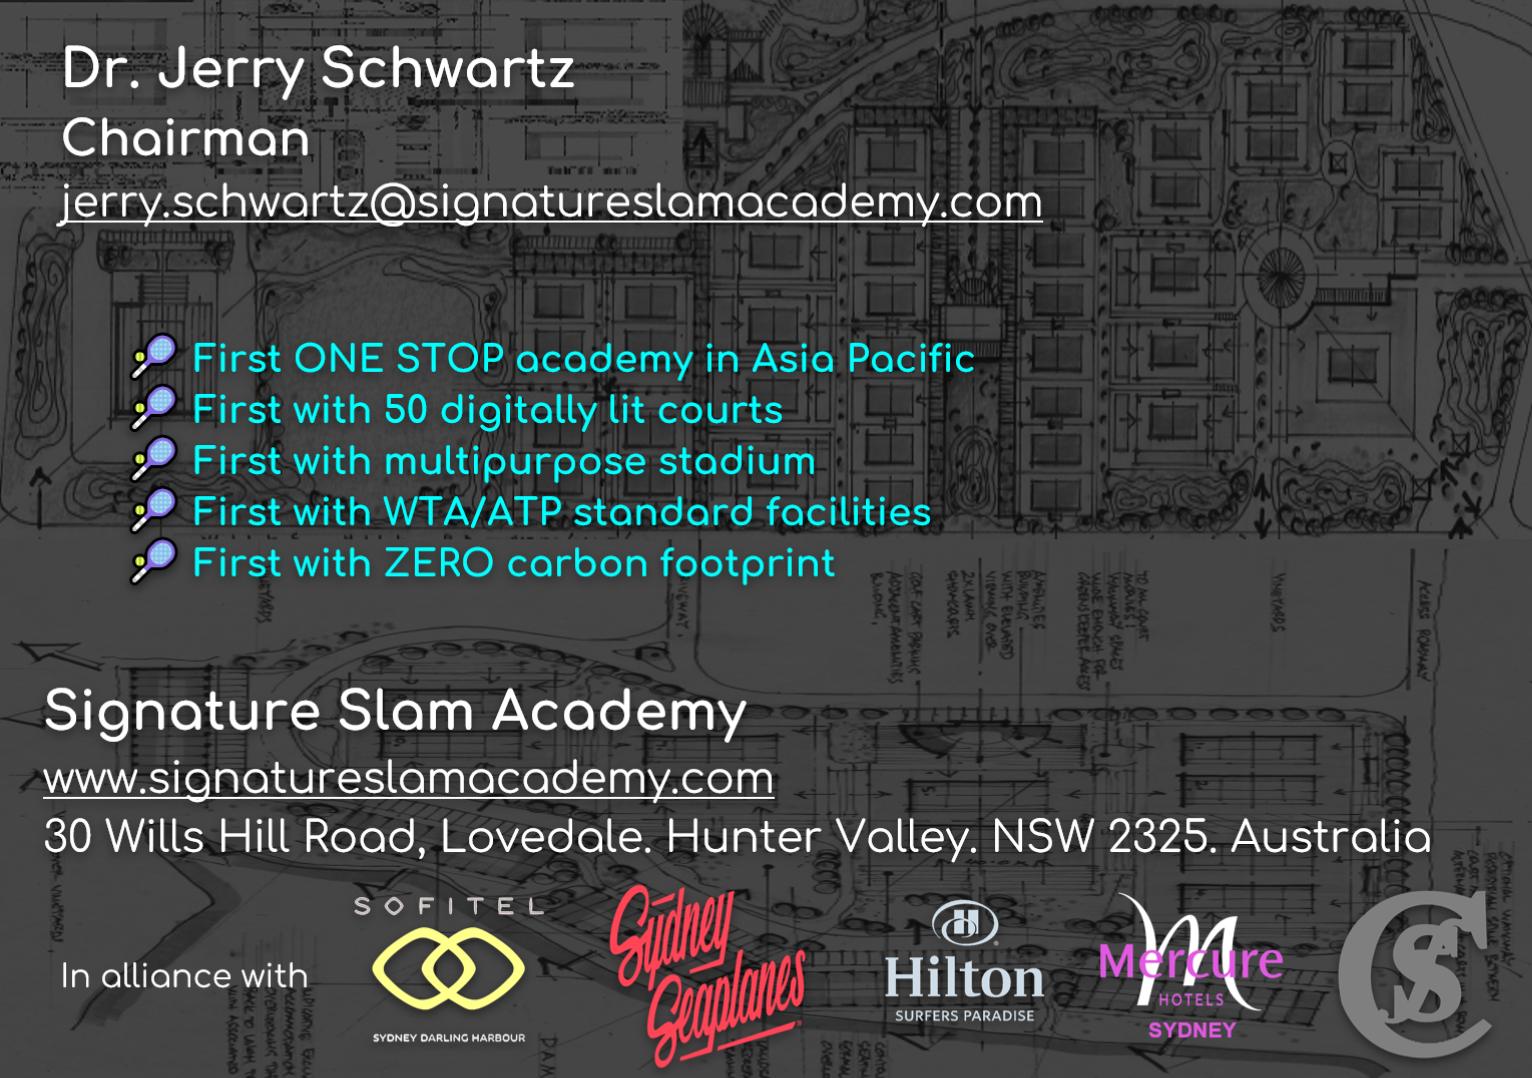 Dr. Jerry Schwartz
Chairman
jerry.schwartz@signatureslamacademy.com
First ONE STOP academy in Asia Pacific
First with 50 digitally lit courts
First with multipurpose stadium
First with WTA/ATP standard facilities
First with ZERO carbon footprint
VINEYARDS
ACCESS ROADWAY
Signature Slam Academy
www.signatureslamacademy.com
30 Wills Hill Road, Lovedale. Hunter Valley. NSW 2325. Australia
In alliance with
SOFITEL
SYDNEY DARLING HARBOUR
Sydney
Seaplanes
Hilton
SURFERS PARADISE
Mercure
HOTELS
SYDNEY